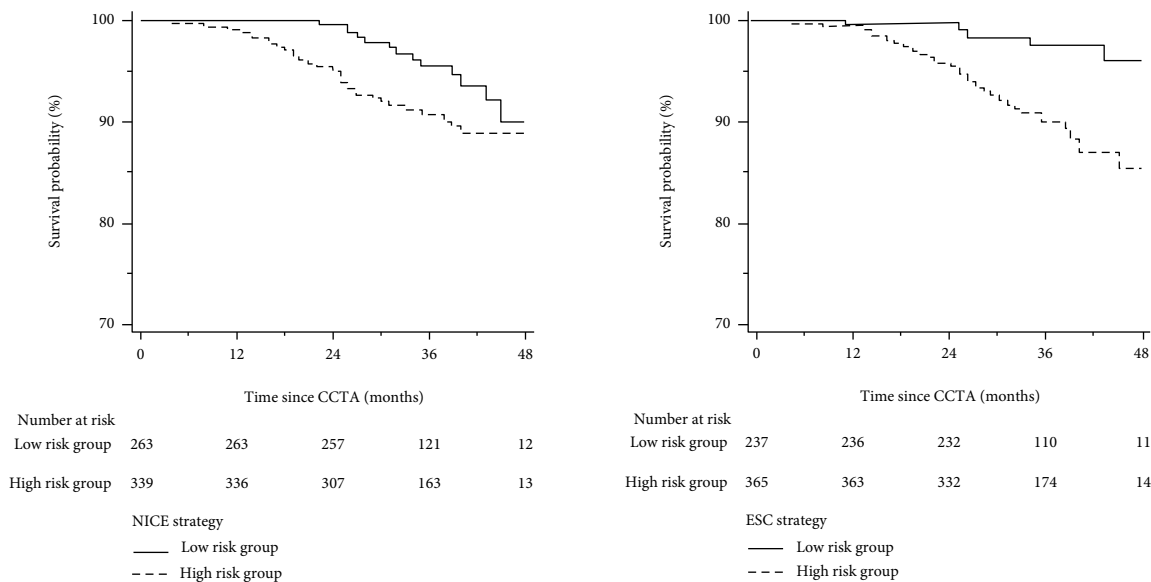 100
90
80
70
Survival probability (%)
0 12 24 36 48
Time since CCTA (months)
Number at risk
Low risk group 263 263 257 121 12
High risk group 339 336 307 163 13
NICE strategy
Low risk group
High risk group
100
90
80
70
Survival probability (%)
0 12 24 36 48
Time since CCTA (months)
Number at risk
Low risk group 237 236 232 110 11
High risk group 365 363 332 174 14
ESC strategy
Low risk group
High risk group